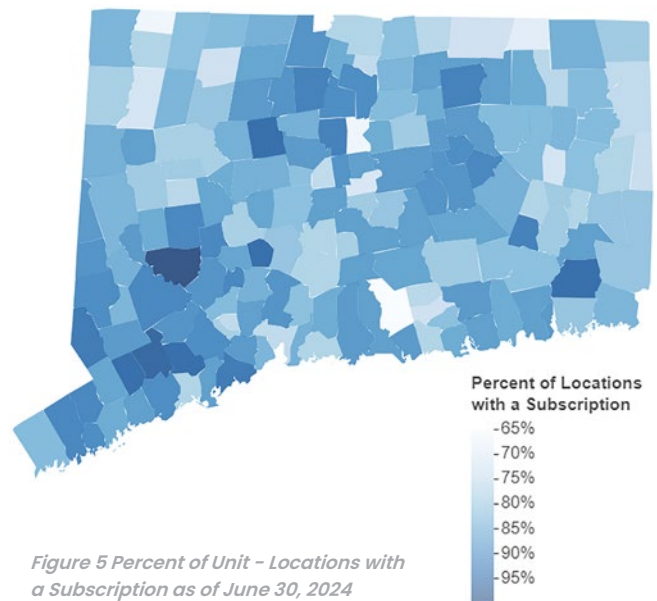 Percent of Locations
with a Subscription
-65%
-70%
-75%
-80%
-85%
-90%
-95%
Figure 5 Percent of Unit - Locations with
a Subscription as of June 30, 2024